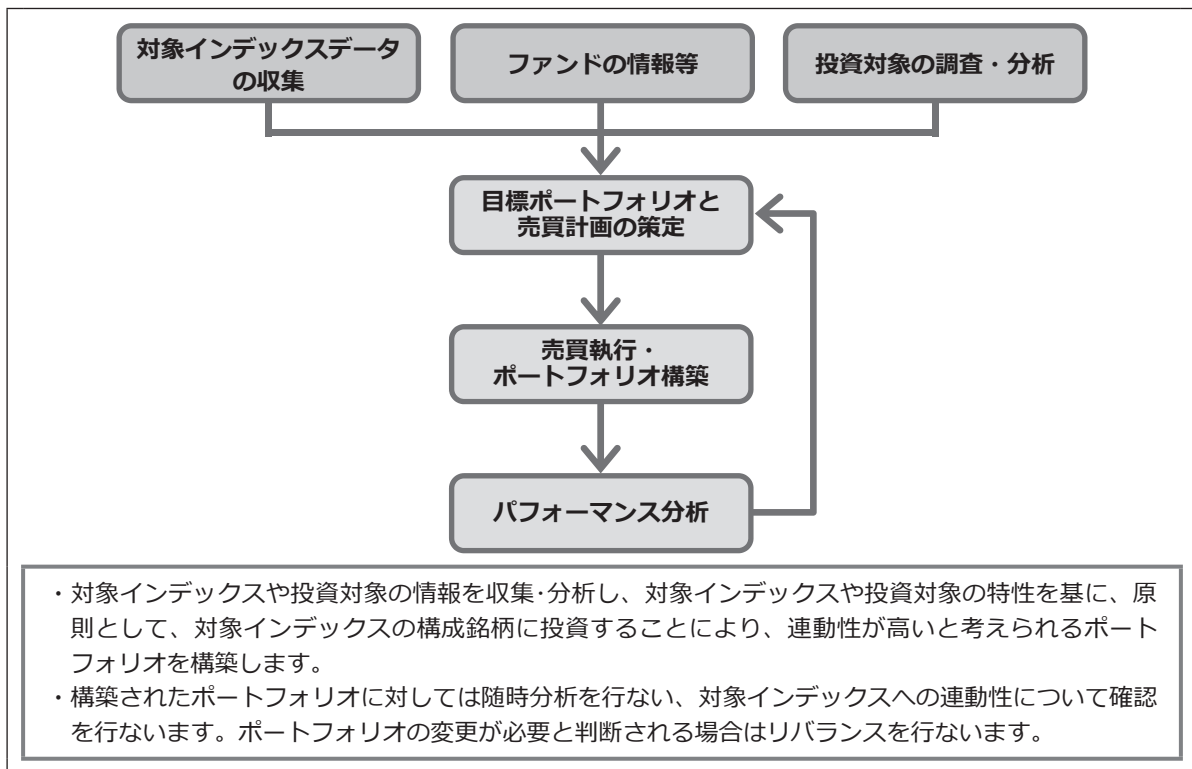 対象インデックスデータ
の収集
ファンドの情報等
投資対象の調査・分析
目標ポートフォリオと
売買計画の策定
売買執行・
ポートフォリオ構築
パフォーマンス分析
・対象インデックスや投資対象の情報を収集･分析し、対象インデックスや投資対象の特性を基に、原
則として、対象インデックスの構成銘柄に投資することにより、連動性が高いと考えられるポート
フォリオを構築します。
・構築されたポートフォリオに対しては随時分析を行ない、対象インデックスへの連動性について確認
を行ないます。ポートフォリオの変更が必要と判断される場合はリバランスを行ないます。